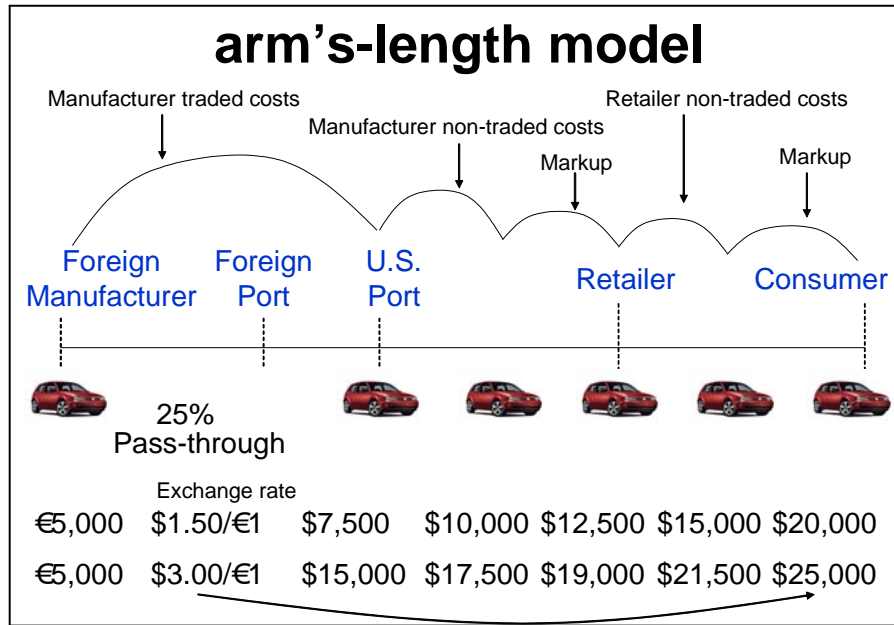 arm's-length model
Manufacturer traded costs
Retailer non-traded costs
Manufacturer non-traded costs
Markup
Markup
Foreign Manufacturer
Foreign Port
U.S. Port
Retailer
Consumer
25%
Pass-through
Exchange rate
€5,000 $1.50/€1 $7,500 $10,000 $12,500 $15,000 $20,000
€5,000 $3.00/€1 $15,000 $17,500 $19,000 $21,500 $25,000